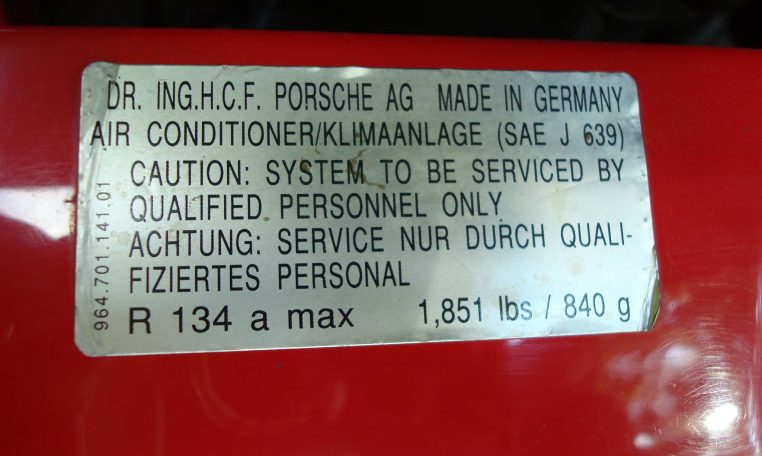 DR. ING.H.C.F. PORSCHE AG MADE IN GERMANY
AIR CONDITIONER/KLIMAANLAGE (SAE J 639)
CAUTION: SYSTEM TO BE SERVICED BY
QUALIFIED PERSONNEL ONLY
ACHTUNG: SERVICE NUR DURCH QUALI-
FIZIERTES PERSONAL
R 134 a max 1,851 lbs / 840 g
964.701.141.01